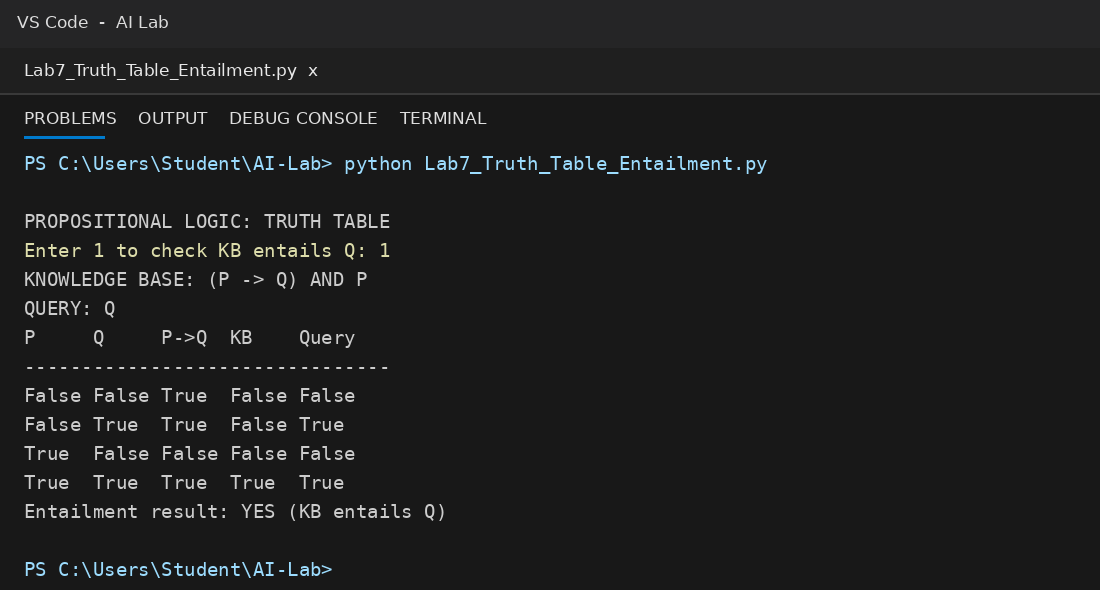 VS Code  -  AI Lab
Lab7_Truth_Table_Entailment.py  x
PROBLEMS    OUTPUT    DEBUG CONSOLE    TERMINAL
PS C:\Users\Student\AI-Lab> python Lab7_Truth_Table_Entailment.py
PROPOSITIONAL LOGIC: TRUTH TABLE
Enter 1 to check KB entails Q: 1
KNOWLEDGE BASE: (P -> Q) AND P
QUERY: Q
P     Q     P->Q  KB    Query
--------------------------------
False False True  False False
False True  True  False True
True  False False False False
True  True  True  True  True
Entailment result: YES (KB entails Q)
PS C:\Users\Student\AI-Lab>